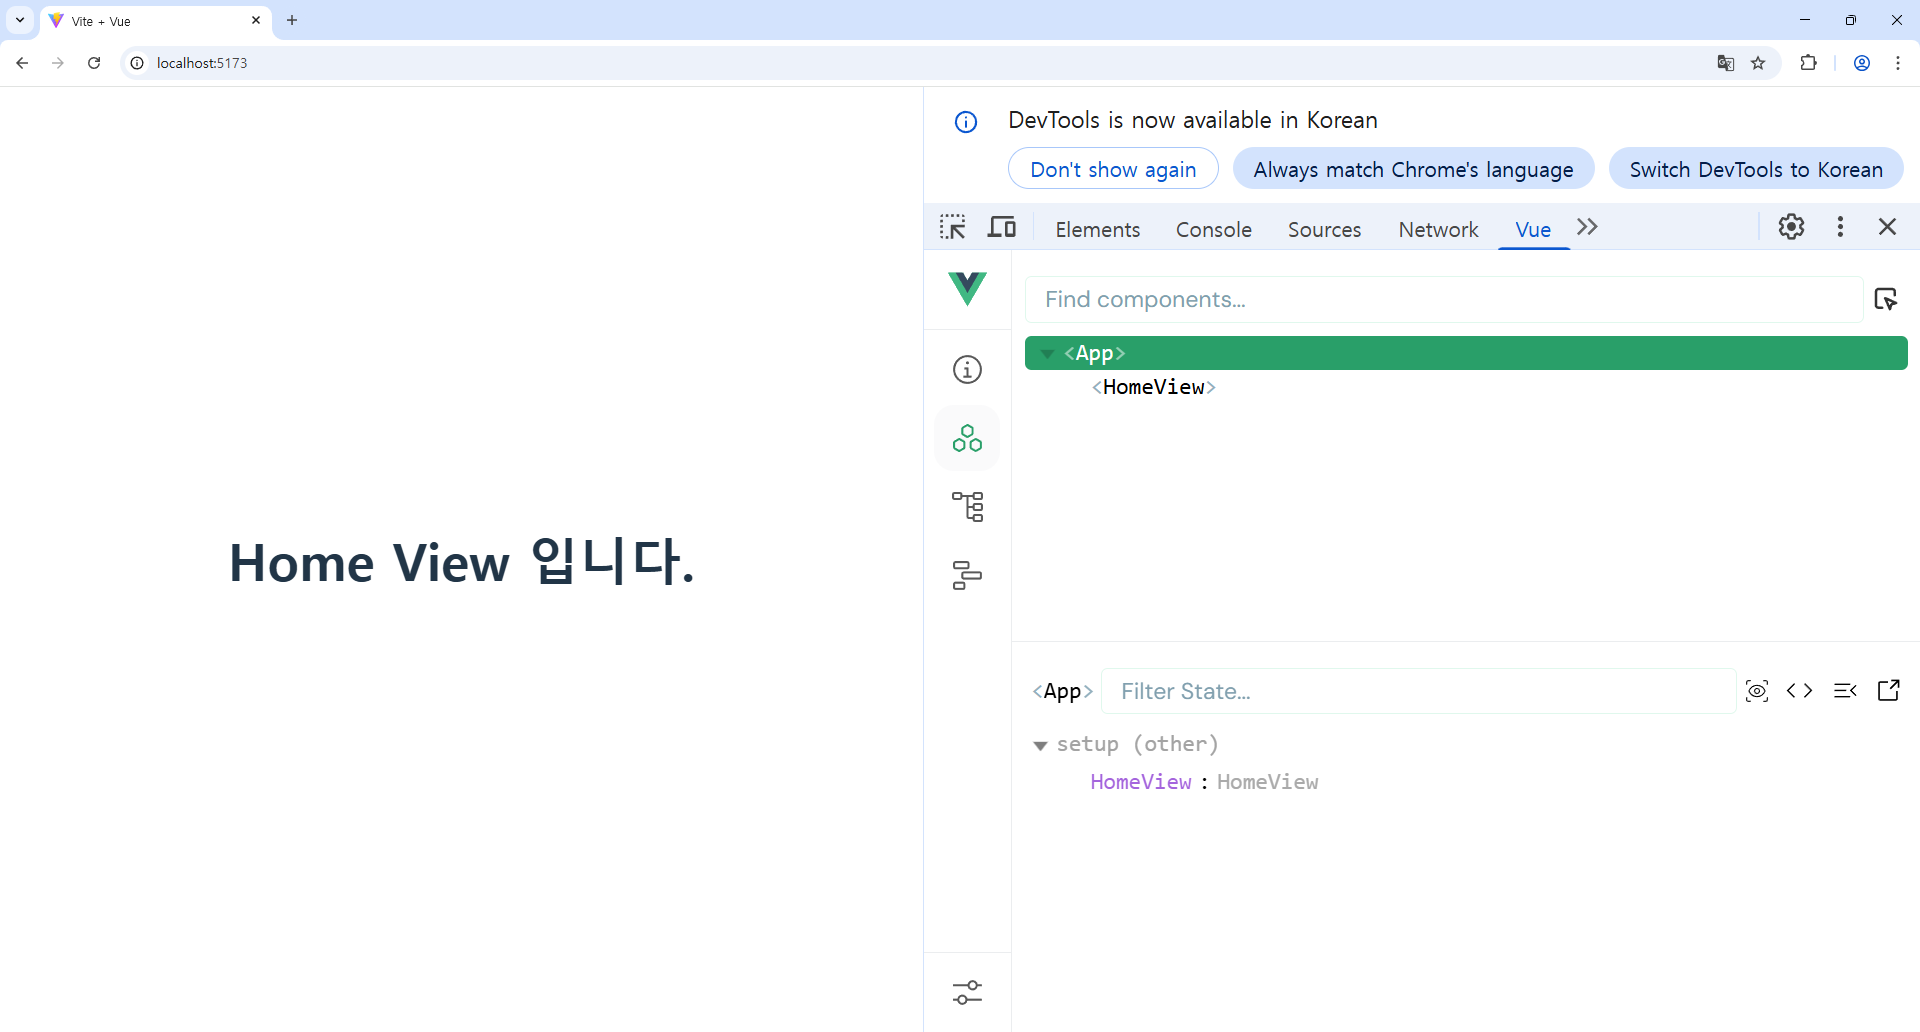 Vite + Vue
localhost:5173
DevTools is now available in Korean
Don't show again
Always match Chrome's language
Switch DevTools to Korean
Elements
Console
Sources
Network
Vue
Find components...
<App>
<HomeView>
Home View 입니다.
<App>
Filter State...
setup (other)
HomeView : HomeView